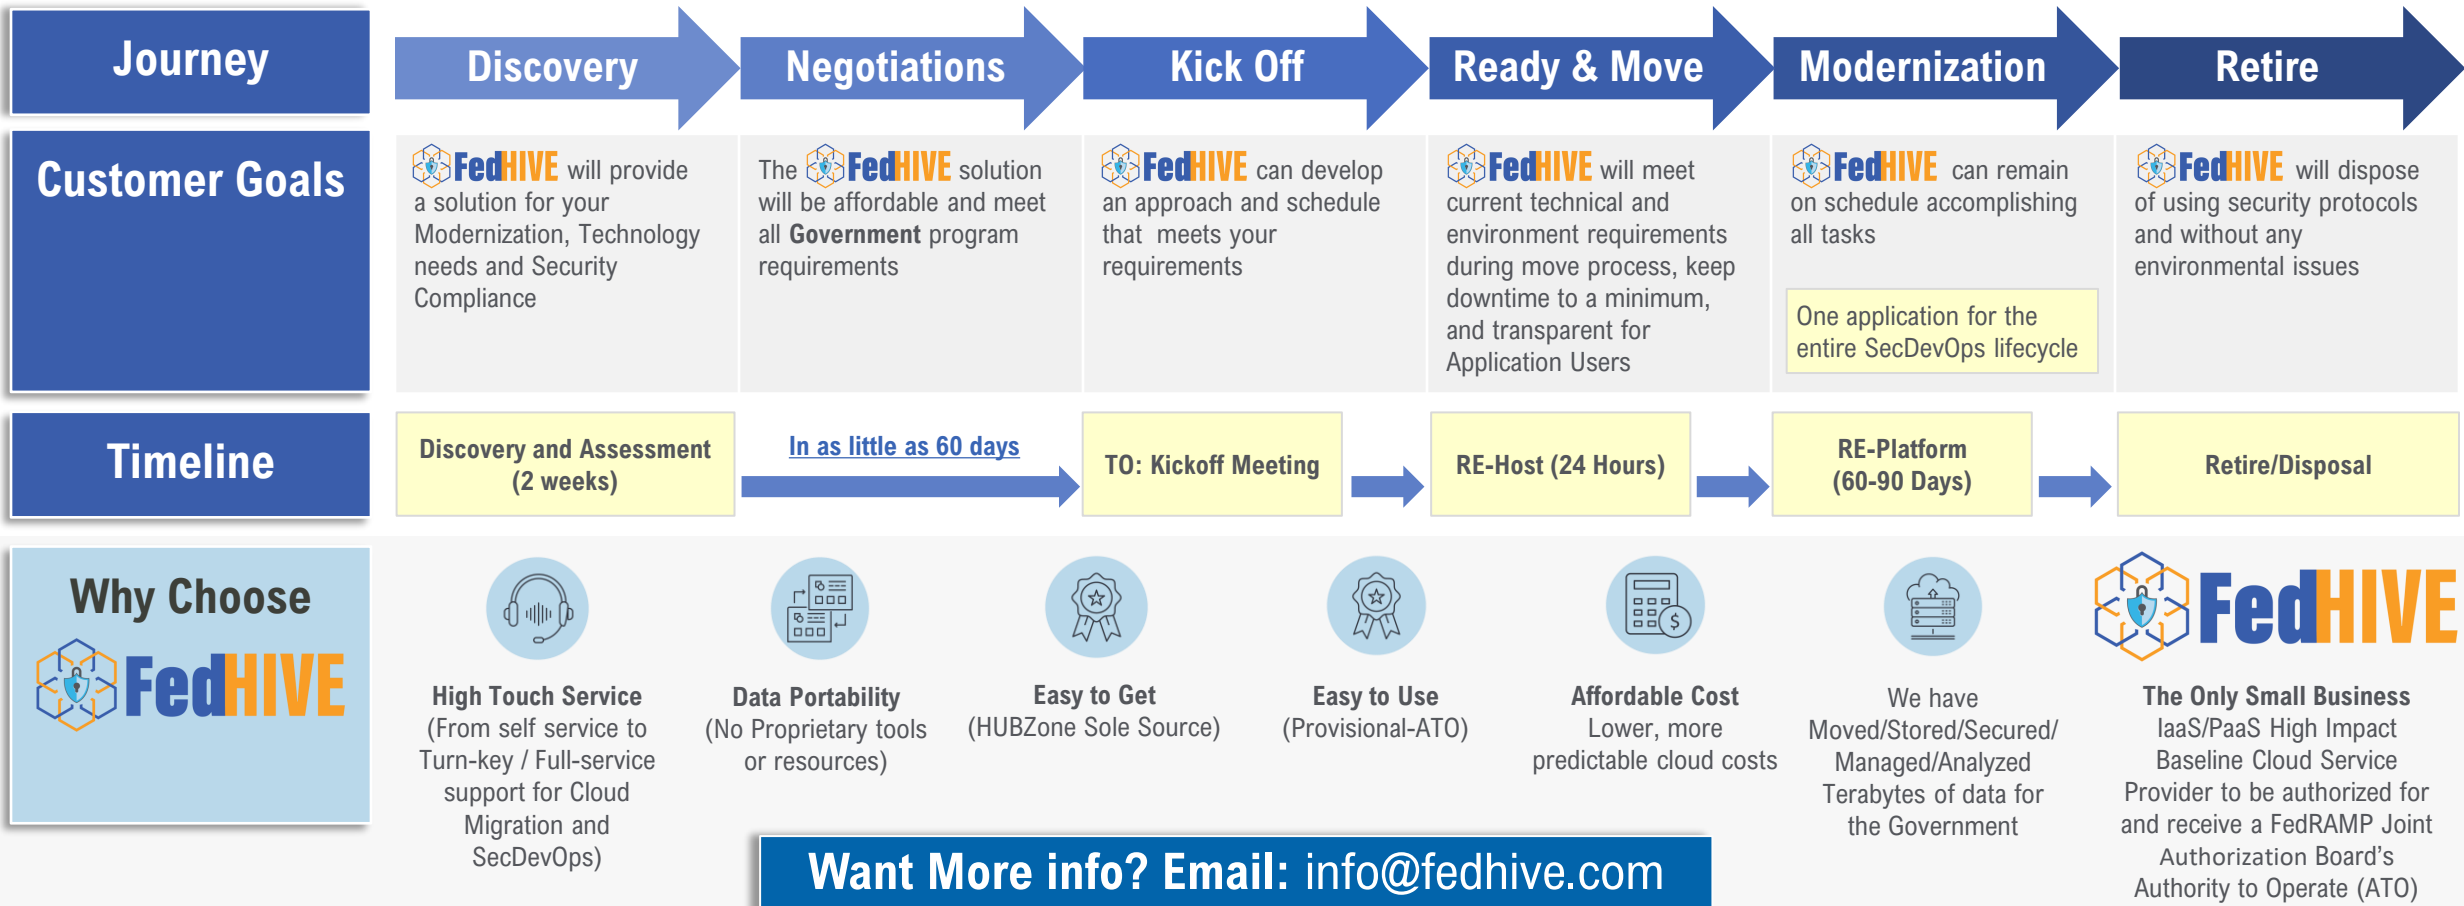 Journey
Discovery
Negotiations
Kick Off
Ready & Move
Modernization
Retire
Customer Goals
FedHIVE will provide
a solution for your
Modernization, Technology
needs and Security
Compliance
The FedHIVE solution
will be affordable and meet
all Government program
requirements
FedHIVE can develop
an approach and schedule
that meets your
requirements
FedHIVE will meet
current technical and
environment requirements
during move process, keep
downtime to a minimum,
and transparent for
Application Users
FedHIVE can remain
on schedule accomplishing
all tasks
One application for the
entire SecDevOps lifecycle
FedHIVE will dispose
of using security protocols
and without any
environmental issues
Timeline
Discovery and Assessment
(2 weeks)
In as little as 60 days
TO: Kickoff Meeting
RE-Host (24 Hours)
RE-Platform
(60-90 Days)
Retire/Disposal
Why Choose
FedHIVE
High Touch Service
(From self service to
Turn-key / Full-service
support for Cloud
Migration and
SecDevOps)
Data Portability
(No Proprietary tools
or resources)
Easy to Get
(HUBZone Sole Source)
Easy to Use
(Provisional-ATO)
Affordable Cost
Lower, more
predictable cloud costs
We have
Moved/Stored/Secured/
Managed/Analyzed
Terabytes of data for
the Government
FedHIVE
The Only Small Business
IaaS/PaaS High Impact
Baseline Cloud Service
Provider to be authorized for
and receive a FedRAMP Joint
Authorization Board's
Authority to Operate (ATO)
Want More info? Email: info@fedhive.com